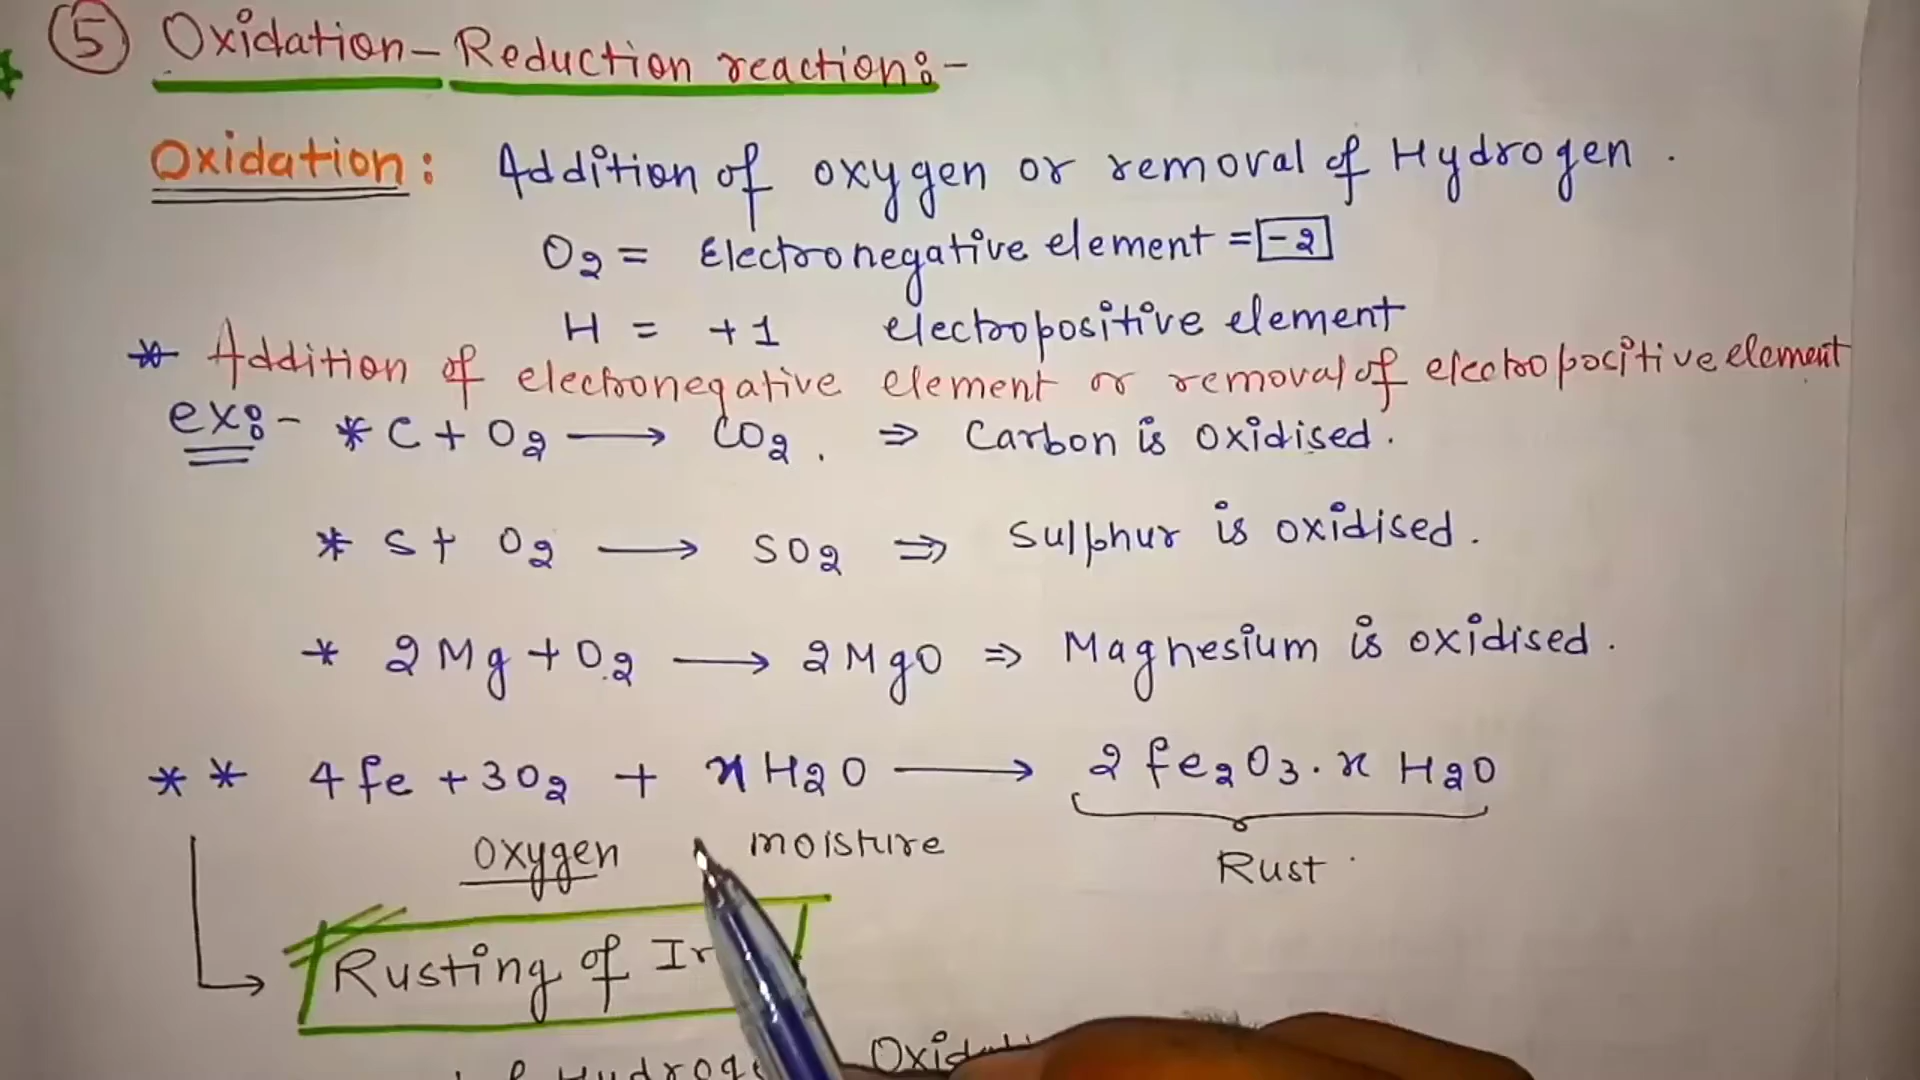 ⑤ Oxidation-Reduction reaction:-
Oxidation: Addition of oxygen or removal of Hydrogen.
O2 = Electronegative element = -2
H = +1 electropositive element
* Addition of electronegative element or removal of electropocitive element
ex:- * C + O2 → CO2. ⇒ Carbon is oxidised.
* S + O2 → SO2 ⇒ Sulphur is oxidised.
* 2Mg + O2 → 2MgO ⇒ Magnesium is oxidised.
** 4fe + 3O2 + xH2O → 2fe2O3.xH2O
oxygen moisture Rust.
Rusting of